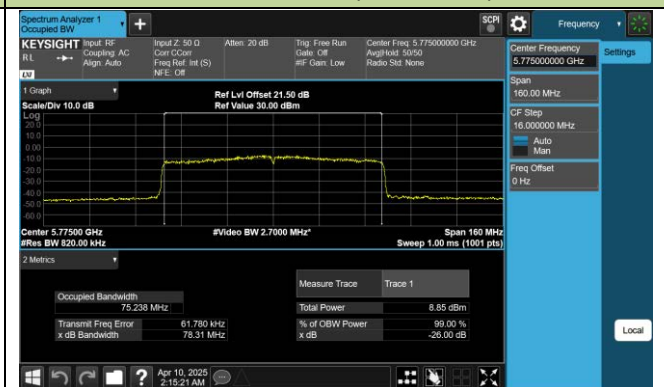 Spectrum Analyzer 1
Occupied BW
+
SCPI
Frequency
KEYSIGHT
RL
LXI
Input: RF
Coupling: AC
Align: Auto
Input Z: 50 Ω
Corr CCorr
Freq Ref: Int (S)
NFE: Off
Atten: 20 dB
Trig: Free Run
Gate: Off
#IF Gain: Low
Center Freq: 5.775000000 GHz
Avg|Hold: 50/50
Radio Std: None
Center Frequency
5.775000000 GHz
Settings
Span
160.00 MHz
CF Step
16.000000 MHz
Auto
Man
Freq Offset
0 Hz
1 Graph
Scale/Div 10.0 dB
Ref Lvl Offset 21.50 dB
Ref Value 30.00 dBm
Log
20.0
10.0
0.00
-10.0
-20.0
-30.0
-40.0
-50.0
-60.0
Center 5.77500 GHz
#Res BW 820.00 kHz
#Video BW 2.7000 MHz*
Span 160 MHz
Sweep 1.00 ms (1001 pts)
2 Metrics
Measure Trace Trace 1
Occupied Bandwidth
75.238 MHz
Total Power 8.85 dBm
Transmit Freq Error 61.780 kHz
% of OBW Power 99.00 %
x dB Bandwidth 78.31 MHz
x dB -26.00 dB
Local
?
Apr 10, 2025
2:15:21 AM